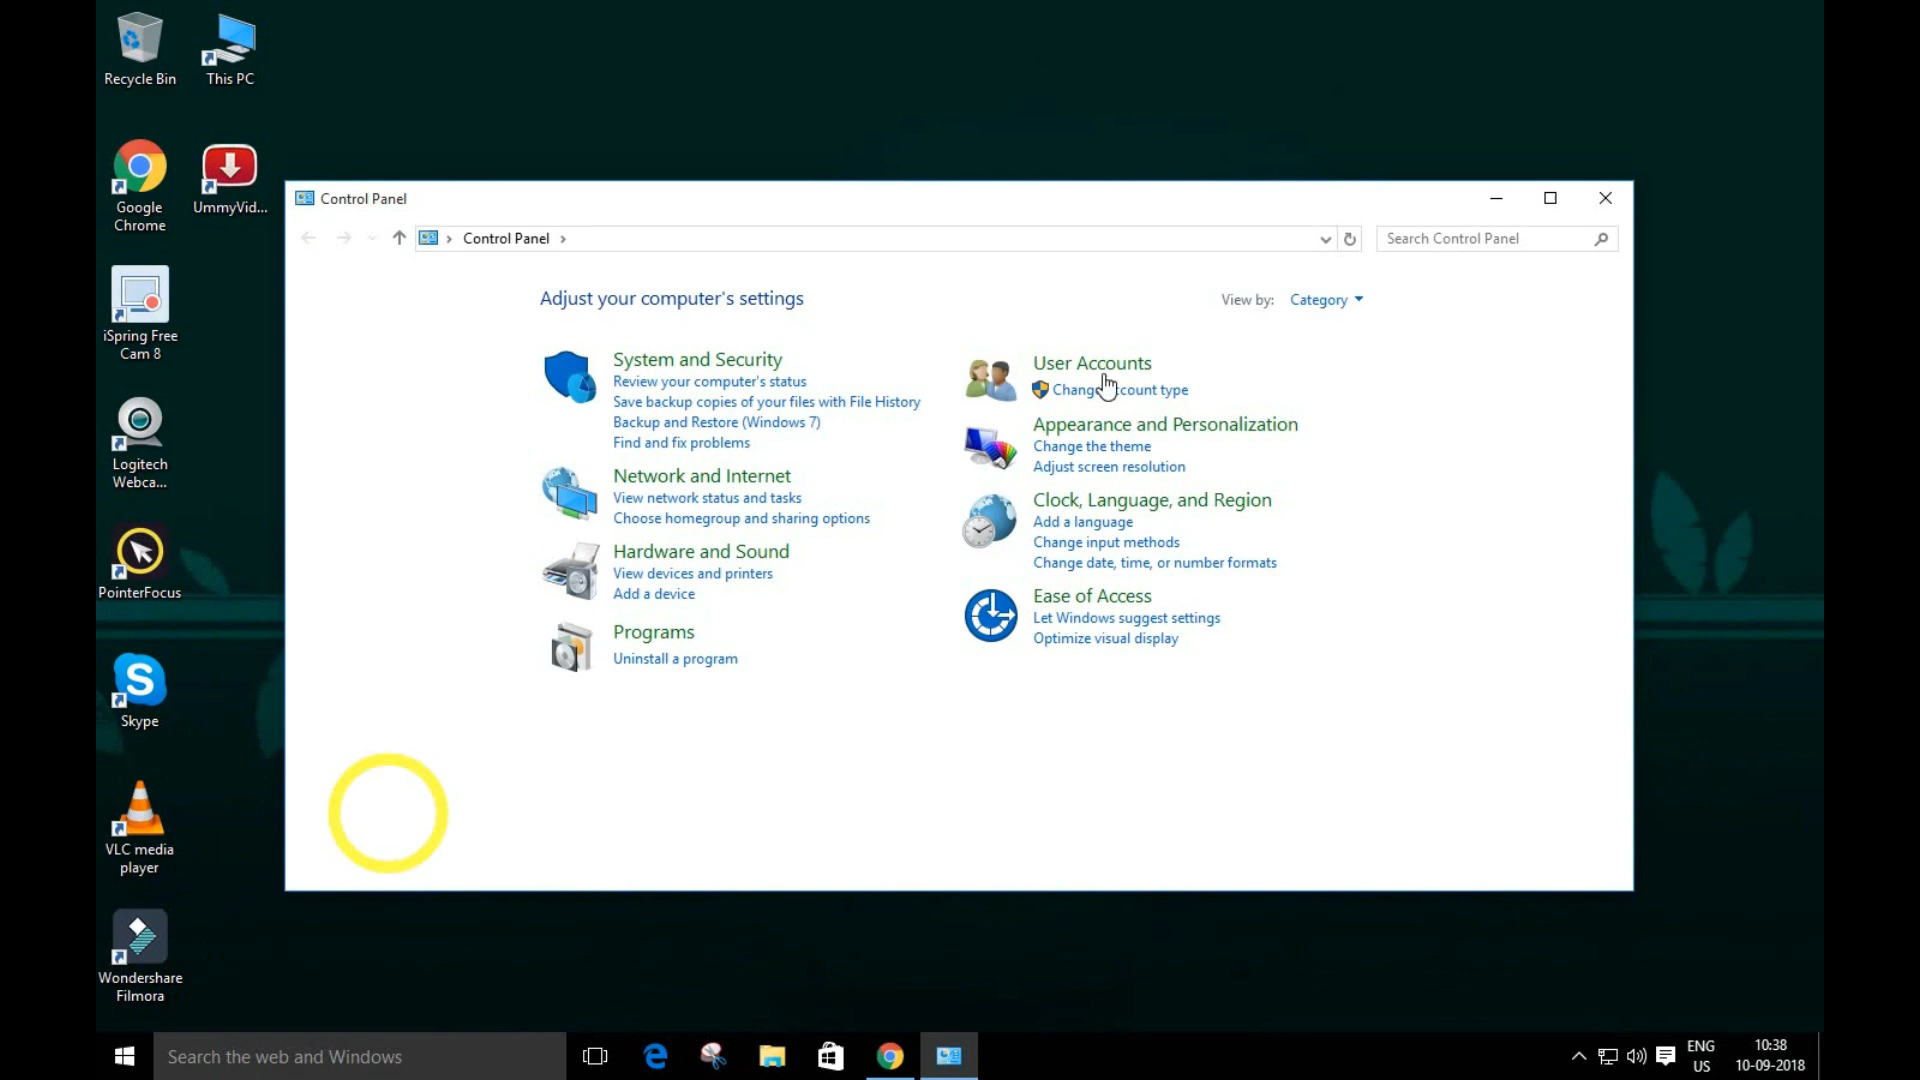 Recycle Bin
This PC
Google
Chrome
UmmyVid...
iSpring Free
Cam 8
Logitech
Webca...
PointerFocus
Skype
VLC media
player
Wondershare
Filmora
Control Panel
Control Panel
Search Control Panel
Adjust your computer's settings
View by: Category
System and Security
Review your computer's status
Save backup copies of your files with File History
Backup and Restore (Windows 7)
Find and fix problems
Network and Internet
View network status and tasks
Choose homegroup and sharing options
Hardware and Sound
View devices and printers
Add a device
Programs
Uninstall a program
User Accounts
Change account type
Appearance and Personalization
Change the theme
Adjust screen resolution
Clock, Language, and Region
Add a language
Change input methods
Change date, time, or number formats
Ease of Access
Let Windows suggest settings
Optimize visual display
Search the web and Windows
ENG
US
10:38
10-09-2018